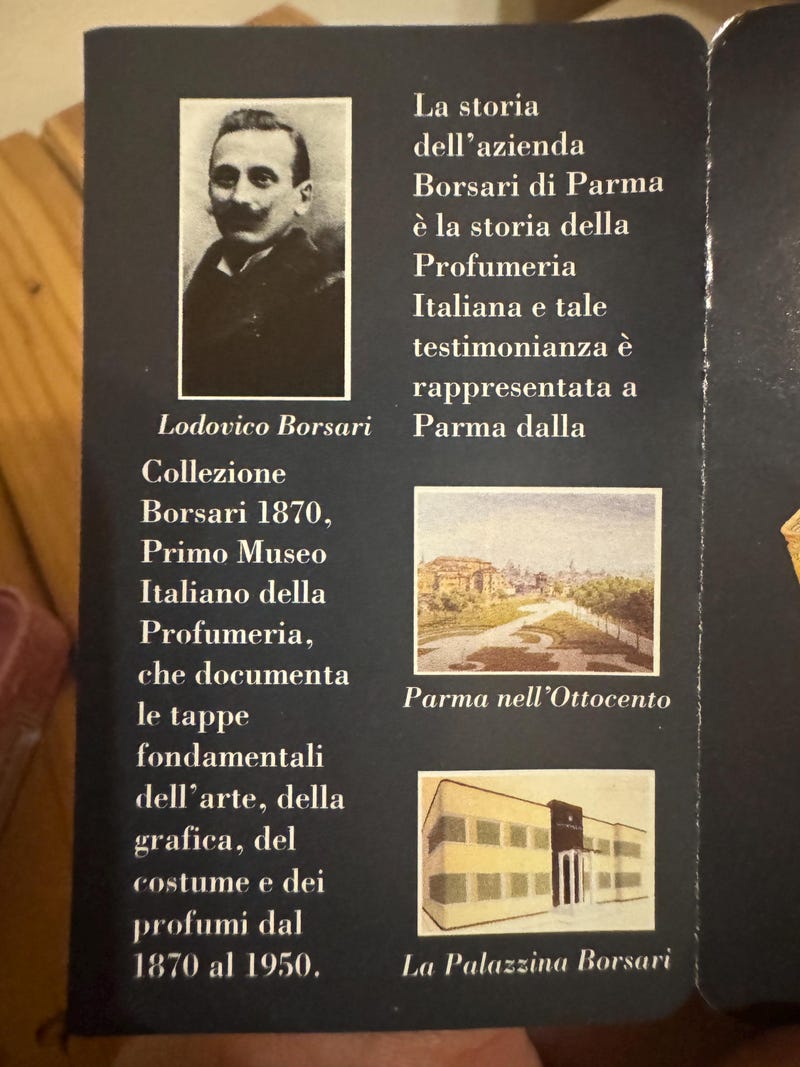 La storia
dell'azienda
Borsari di Parma
è la storia della
Profumeria
Italiana e tale
testimonianza è
rappresentata a
Parma dalla
Lodovico Borsari
Collezione
Borsari 1870,
Primo Museo
Italiano della
Profumeria,
che documenta
le tappe
fondamentali
dell'arte, della
grafica, del
costume e dei
profumi dal
1870 al 1950.
Parma nell'Ottocento
La Palazzina Borsari